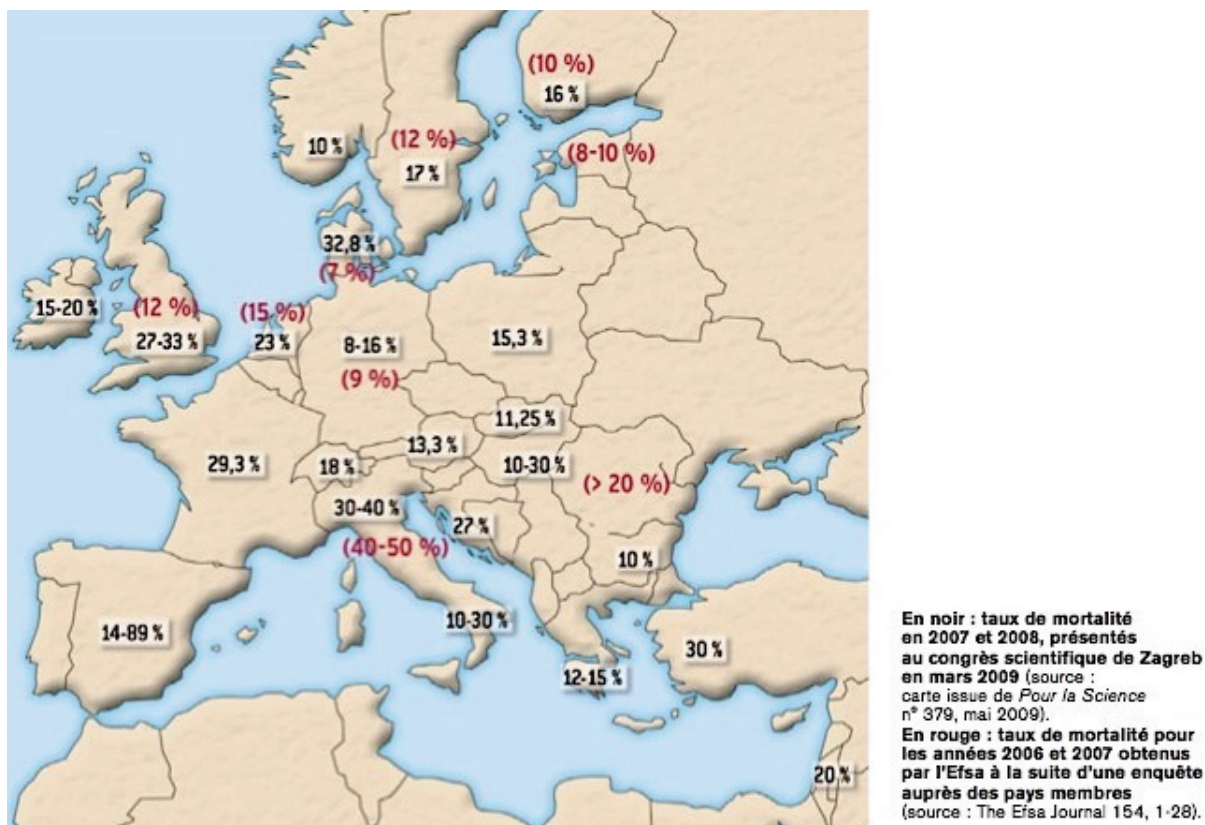 (10 %)
16 %
10 %
(12 %)
17 %
(8-10 %)
32,8 %
(7 %)
15-20 %
(12 %)
27-33 %
(15 %)
23 %
8-16 %
(9 %)
15,3 %
11,25 %
13,3 %
29,3 %
18 %
10-30 %
(> 20 %)
30-40 %
27 %
(40-50 %)
10 %
14-89 %
10-30 %
30 %
12-15 %
20 %
En noir : taux de mortalité
en 2007 et 2008, présentés
au congrès scientifique de Zagreb
en mars 2009 (source :
carte issue de Pour la Science
n° 379, mai 2009).
En rouge : taux de mortalité pour
les années 2006 et 2007 obtenus
par l'Efsa à la suite d'une enquête
auprès des pays membres
(source : The Efsa Journal 154, 1-28).